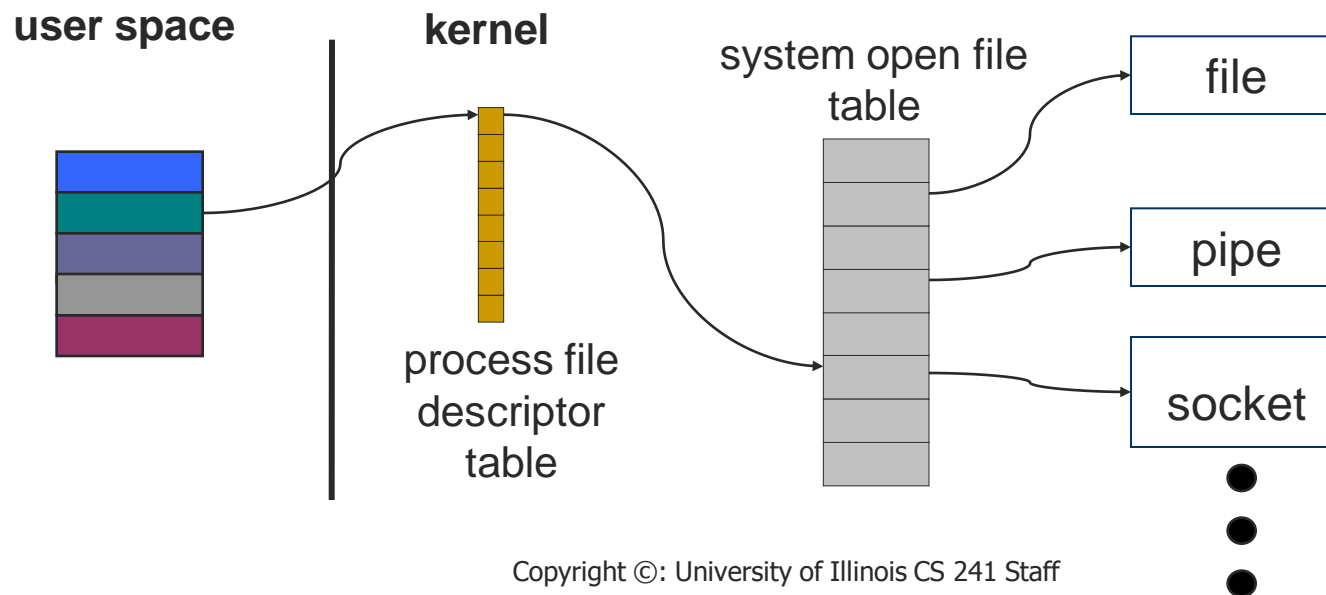 user space
kernel
system open file
table
file
pipe
socket
process file
descriptor
table
Copyright ©: University of Illinois CS 241 Staff